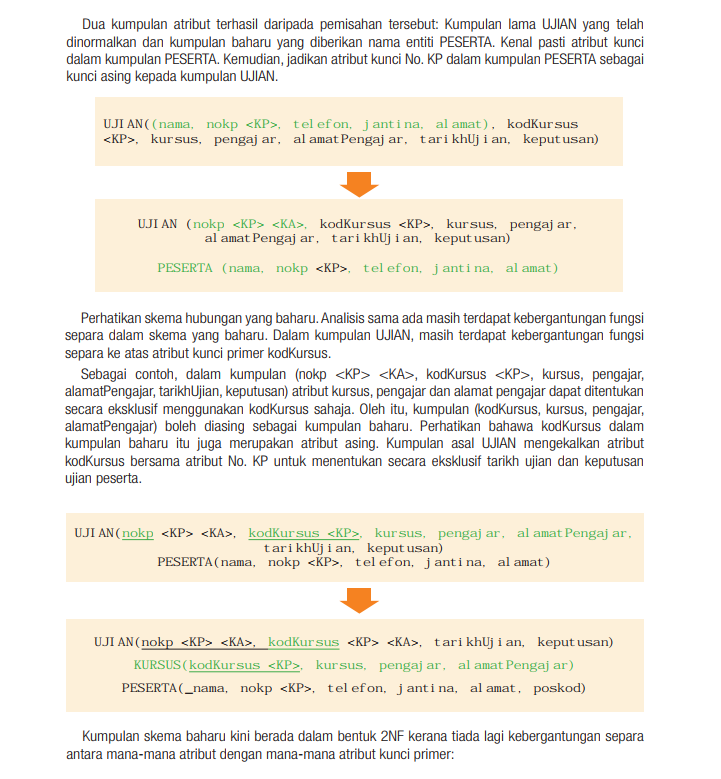 Dua kumpulan atribut terhasil daripada pemisahan tersebut: Kumpulan lama UJIAN yang telah
dinormalkan dan kumpulan baharu yang diberikan nama entiti PESERTA. Kenal pasti atribut kunci
dalam kumpulan PESERTA. Kemudian, jadikan atribut kunci No. KP dalam kumpulan PESERTA sebagai
kunci asing kepada kumpulan UJIAN.
UJIAN((nama, nokp <KP>, telefon, jantina, alamat), kodKursus
<KP>, kursus, pengajar, alamatPengajar, tarikhUjian, keputusan)
UJIAN (nokp <KP> <KA>, kodKursus <KP>, kursus, pengajar,
alamatPengajar, tarikhUjian, keputusan)
PESERTA (nama, nokp <KP>, telefon, jantina, alamat)
Perhatikan skema hubungan yang baharu. Analisis sama ada masih terdapat kebergantungan fungsi
separa dalam skema yang baharu. Dalam kumpulan UJIAN, masih terdapat kebergantungan fungsi
separa ke atas atribut kunci primer kodKursus.
Sebagai contoh, dalam kumpulan (nokp <KP> <KA>, kodKursus <KP>, kursus, pengajar,
alamatPengajar, tarikhUjian, keputusan) atribut kursus, pengajar dan alamat pengajar dapat ditentukan
secara eksklusif menggunakan kodKursus sahaja. Oleh itu, kumpulan (kodKursus, kursus, pengajar,
alamatPengajar) boleh diasing sebagai kumpulan baharu. Perhatikan bahawa kodKursus dalam
kumpulan baharu itu juga merupakan atribut asing. Kumpulan asal UJIAN mengekalkan atribut
kodKursus bersama atribut No. KP untuk menentukan secara eksklusif tarikh ujian dan keputusan
ujian peserta.
UJIAN(nokp <KP> <KA>, kodKursus <KP>, kursus, pengajar, alamatPengajar,
tarikhUjian, keputusan)
PESERTA(nama, nokp <KP>, telefon, jantina, alamat)
UJIAN(nokp <KP> <KA>, kodKursus <KP> <KA>, tarikhUjian, keputusan)
KURSUS(kodKursus <KP>, kursus, pengajar, alamatPengajar)
PESERTA(_nama, nokp <KP>, telefon, jantina, alamat, poskod)
Kumpulan skema baharu kini berada dalam bentuk 2NF kerana tiada lagi kebergantungan separa
antara mana-mana atribut dengan mana-mana atribut kunci primer: